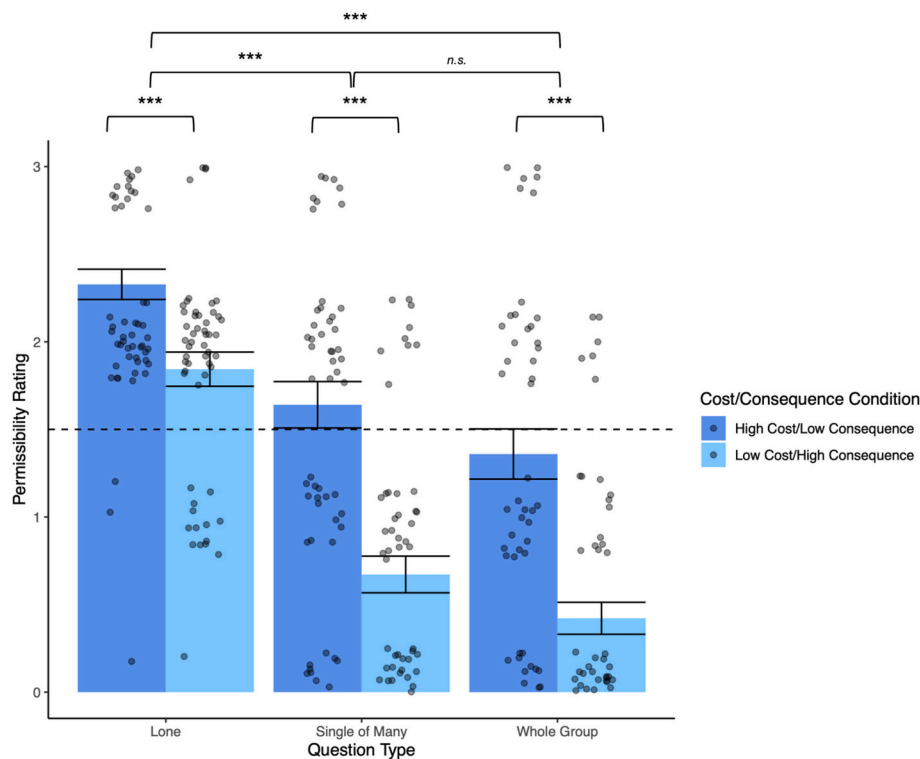 ***
***
n.s.
***
***
***
3
2
1
0
Permissibility Rating
Lone
Single of Many
Whole Group
Question Type
Cost/Consequence Condition
High Cost/Low Consequence
Low Cost/High Consequence